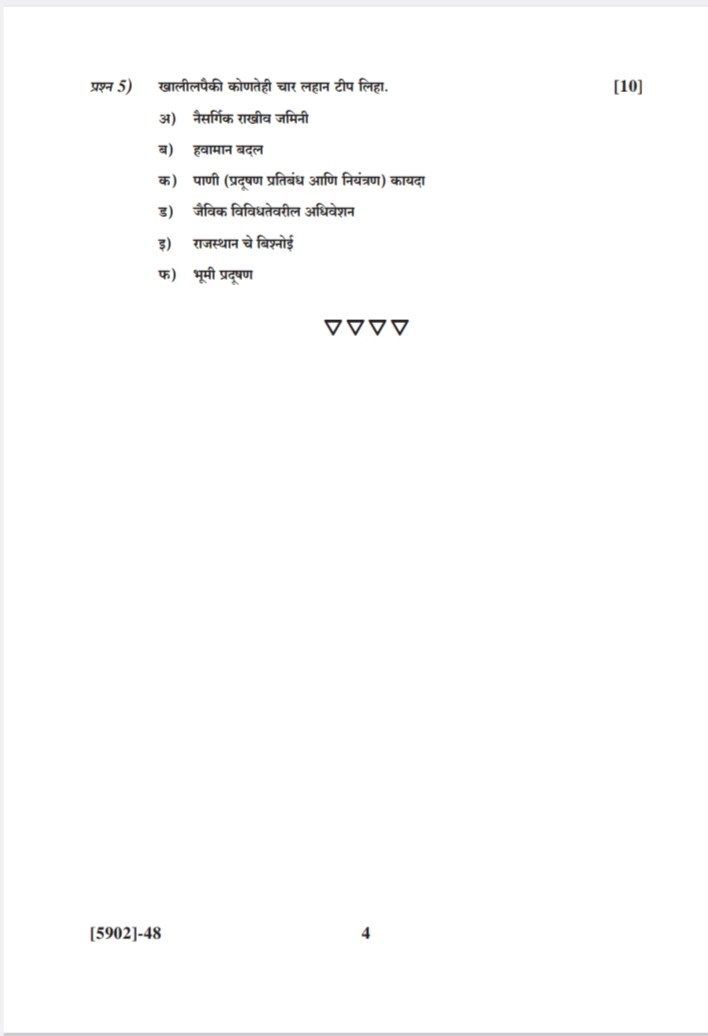 प्रश्न 5) खालीलपैकी कोणतेही चार लहान टीप लिहा. [10]
अ) नैसर्गिक राखीव जमिनी
ब) हवामान बदल
क) पाणी (प्रदूषण प्रतिबंध आणि नियंत्रण) कायदा
ड) जैविक विविधतेवरील अधिवेशन
इ) राजस्थान चे बिश्नोई
फ) भूमी प्रदूषण
[5902]-48 4